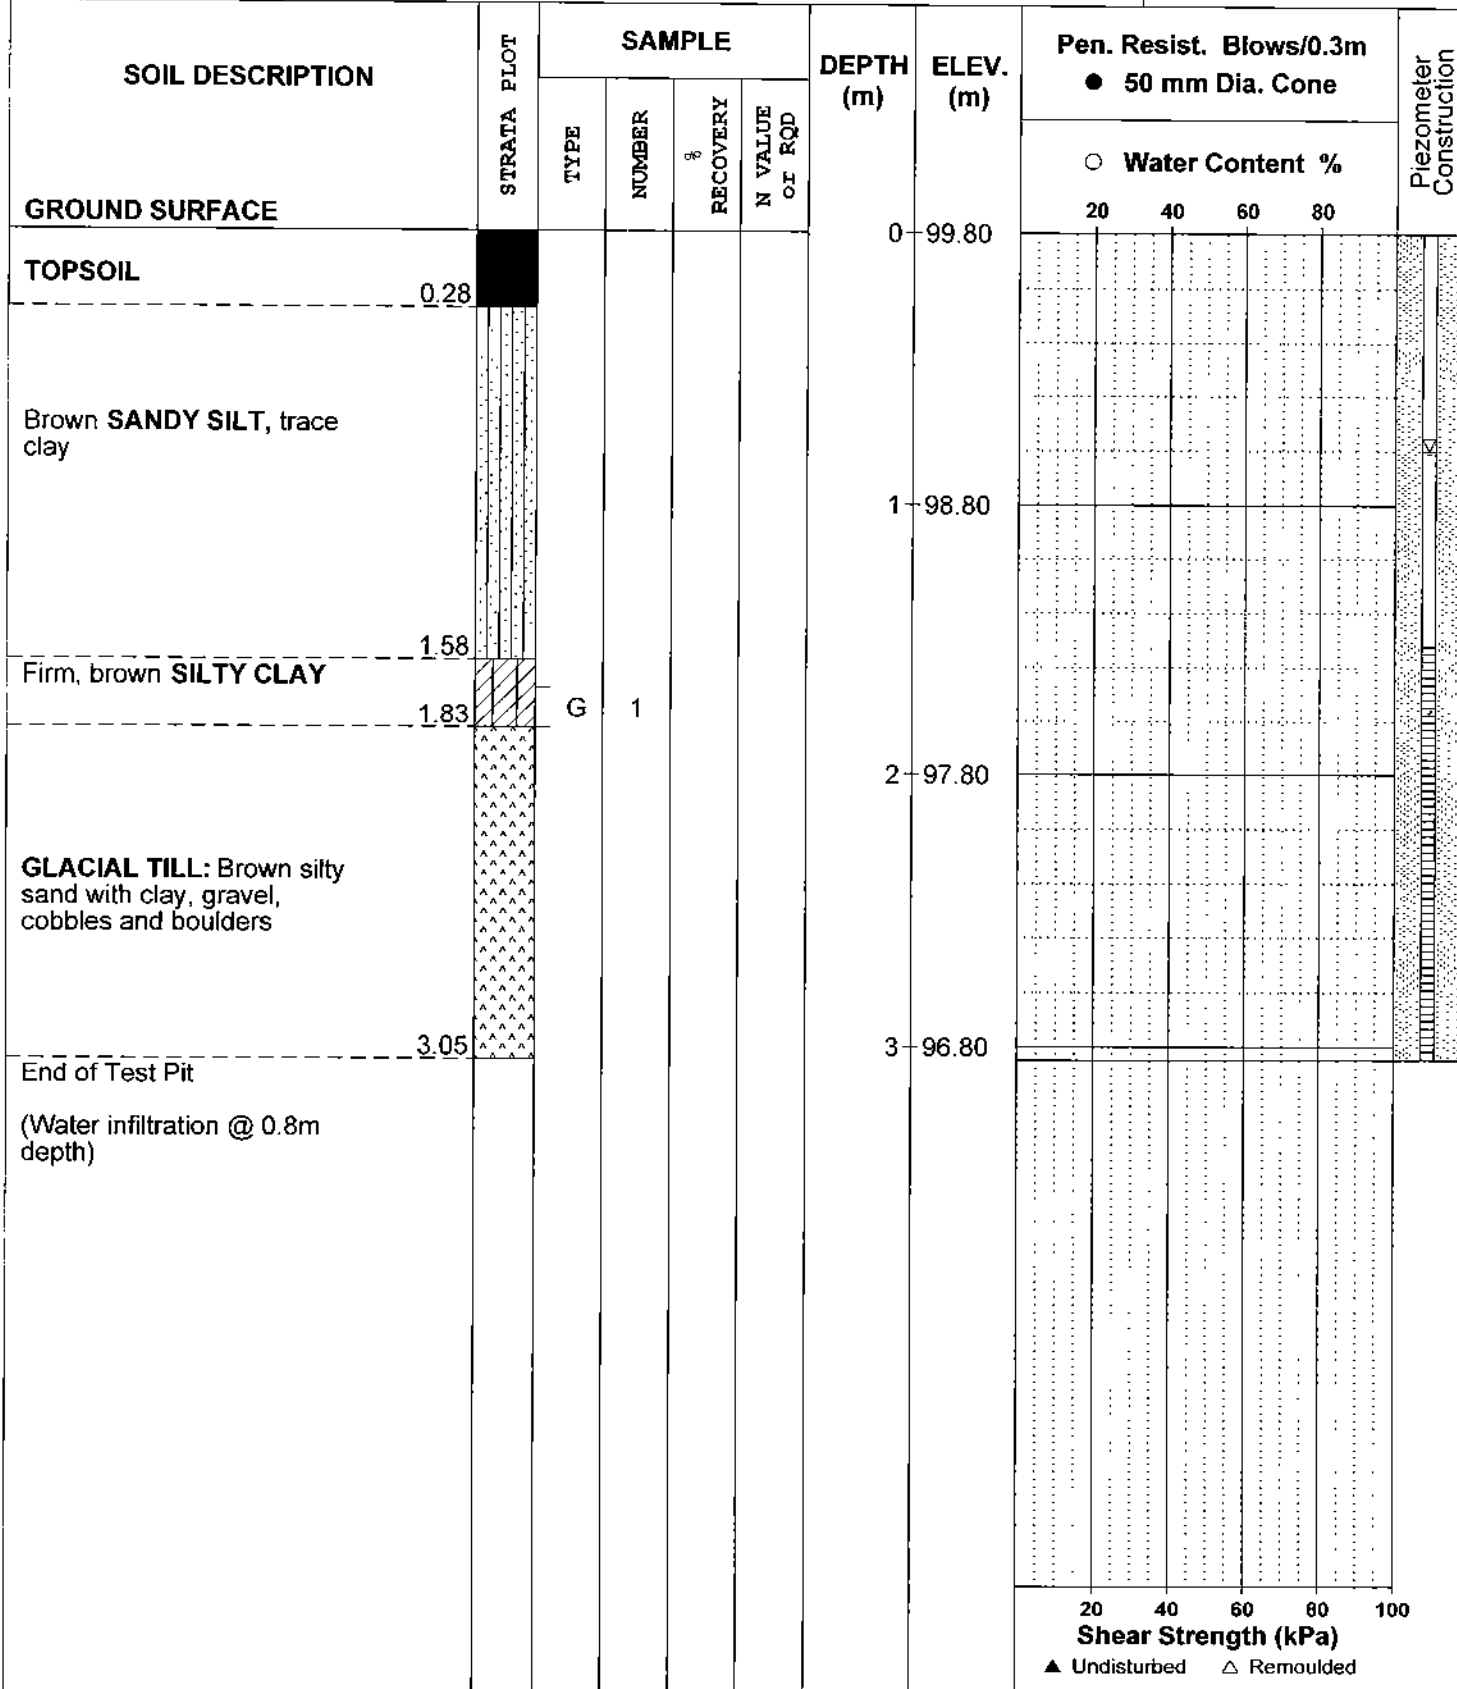 SOIL DESCRIPTION
GROUND SURFACE
STRATA PLOT
SAMPLE
TYPE
NUMBER
%
RECOVERY
N VALUE
or RQD
DEPTH
(m)
ELEV.
(m)
Pen. Resist. Blows/0.3m
● 50 mm Dia. Cone
○ Water Content %
20 40 60 80
Piezometer
Construction
0 99.80
TOPSOIL
0.28
Brown SANDY SILT, trace
clay
1 98.80
1.58
Firm, brown SILTY CLAY
1.83
G 1
2 97.80
GLACIAL TILL: Brown silty
sand with clay, gravel,
cobbles and boulders
3.05
3 96.80
End of Test Pit
(Water infiltration @ 0.8m
depth)
20 40 60 80 100
Shear Strength (kPa)
▲ Undisturbed △ Remoulded